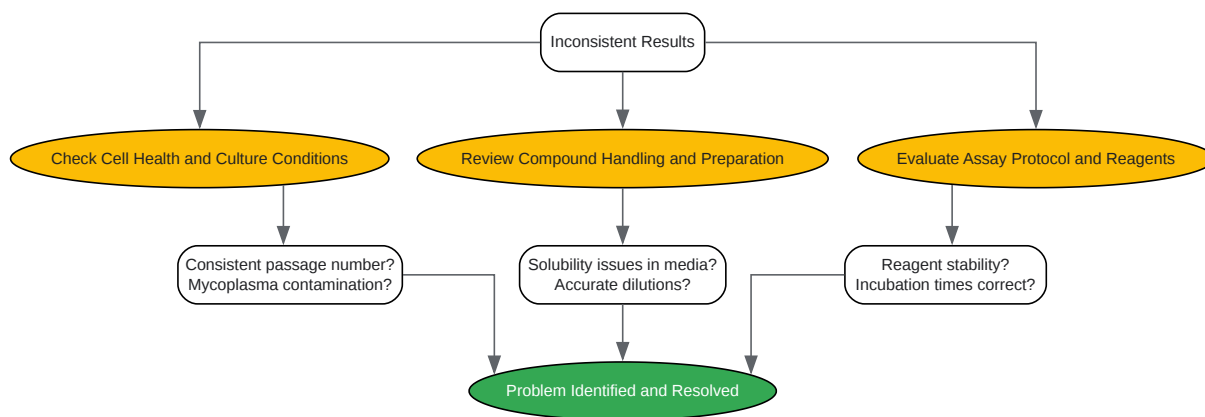 Inconsistent Results
Check Cell Health and Culture Conditions
Review Compound Handling and Preparation
Evaluate Assay Protocol and Reagents
Consistent passage number?
Mycoplasma contamination?
Solubility issues in media?
Accurate dilutions?
Reagent stability?
Incubation times correct?
Problem Identified and Resolved